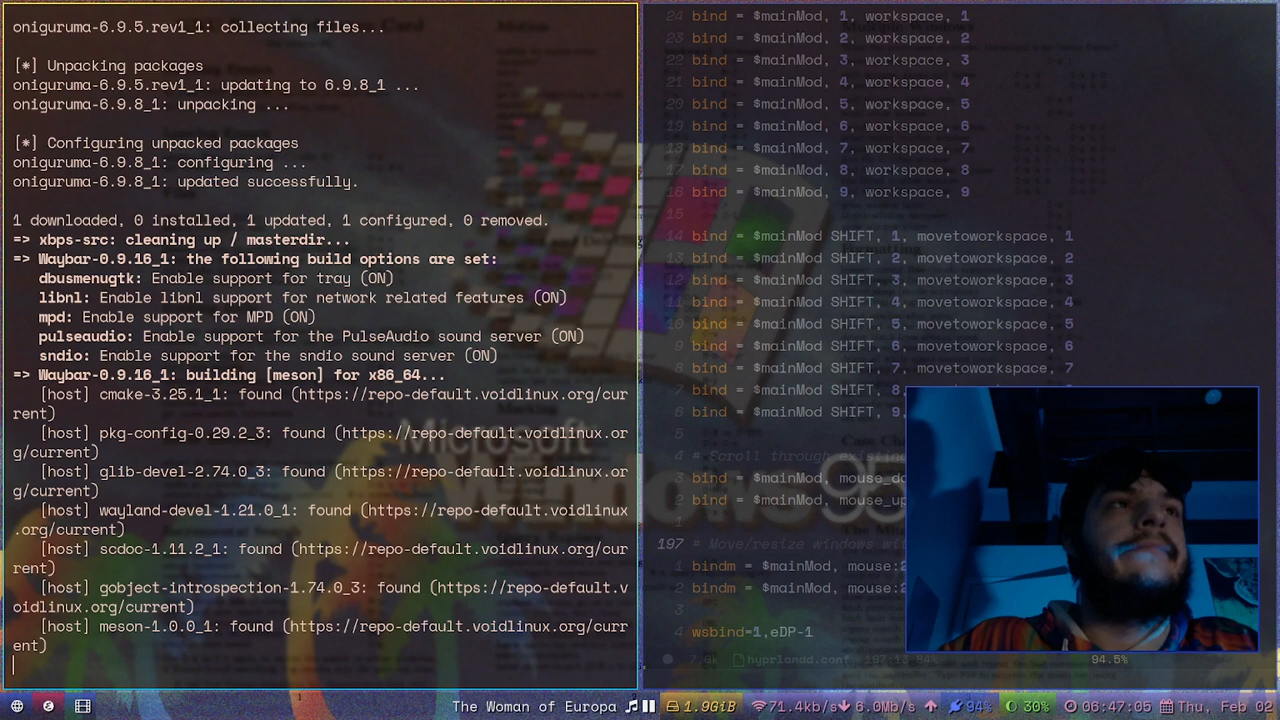 oniguruma-6.9.5.rev1_1: collecting files...
[*] Unpacking packages
oniguruma-6.9.5.rev1_1: updating to 6.9.8_1 ...
oniguruma-6.9.8_1: unpacking ...
[*] Configuring unpacked packages
oniguruma-6.9.8_1: configuring ...
oniguruma-6.9.8_1: updated successfully.
1 downloaded, 0 installed, 1 updated, 1 configured, 0 removed.
=> xbps-src: cleaning up / masterdir...
=> Waybar-0.9.16_1: the following build options are set:
dbusmenugtk: Enable support for tray (ON)
libnl: Enable libnl support for network related features (ON)
mpd: Enable support for MPD (ON)
pulseaudio: Enable support for the PulseAudio sound server (ON)
sndio: Enable support for the sndio sound server (ON)
=> Waybar-0.9.16_1: building [meson] for x86_64...
[host] cmake-3.25.1_1: found (https://repo-default.voidlinux.org/cur
rent)
[host] pkg-config-0.29.2_3: found (https://repo-default.voidlinux.or
g/current)
[host] glib-devel-2.74.0_3: found (https://repo-default.voidlinux.or
g/current)
[host] wayland-devel-1.21.0_1: found (https://repo-default.voidlinux
.org/current)
[host] scdoc-1.11.2_1: found (https://repo-default.voidlinux.org/cur
rent)
[host] gobject-introspection-1.74.0_3: found (https://repo-default.v
oidlinux.org/current)
[host] meson-1.0.0_1: found (https://repo-default.voidlinux.org/curr
ent)
24 bind = $mainMod, 1, workspace, 1
23 bind = $mainMod, 2, workspace, 2
22 bind = $mainMod, 3, workspace, 3
21 bind = $mainMod, 4, workspace, 4
20 bind = $mainMod, 5, workspace, 5
19 bind = $mainMod, 6, workspace, 6
18 bind = $mainMod, 7, workspace, 7
17 bind = $mainMod, 8, workspace, 8
16 bind = $mainMod, 9, workspace, 9
15
14 bind = $mainMod SHIFT, 1, movetoworkspace, 1
13 bind = $mainMod SHIFT, 2, movetoworkspace, 2
12 bind = $mainMod SHIFT, 3, movetoworkspace, 3
11 bind = $mainMod SHIFT, 4, movetoworkspace, 4
10 bind = $mainMod SHIFT, 5, movetoworkspace, 5
9 bind = $mainMod SHIFT, 6, movetoworkspace, 6
8 bind = $mainMod SHIFT, 7, movetoworkspace, 7
7 bind = $mainMod SHIFT, 8, movetoworkspace,
6 bind = $mainMod SHIFT, 9,
5
4 # Scroll through existing
3 bind = $mainMod, mouse_do
2 bind = $mainMod, mouse_up
1
197 # Move/resize windows wit
1 bindm = $mainMod, mouse:2
2 bindm = $mainMod, mouse:2
3
4 wsbind=1,eDP-1
7.0k hyprlandd.conf 197:13 84% 94.5%
Microsoft
Windows 95
The Woman of Europa 1.9GiB 71.4kb/s 6.0Mb/s 94% 30% 06:47:05 Thu, Feb 02